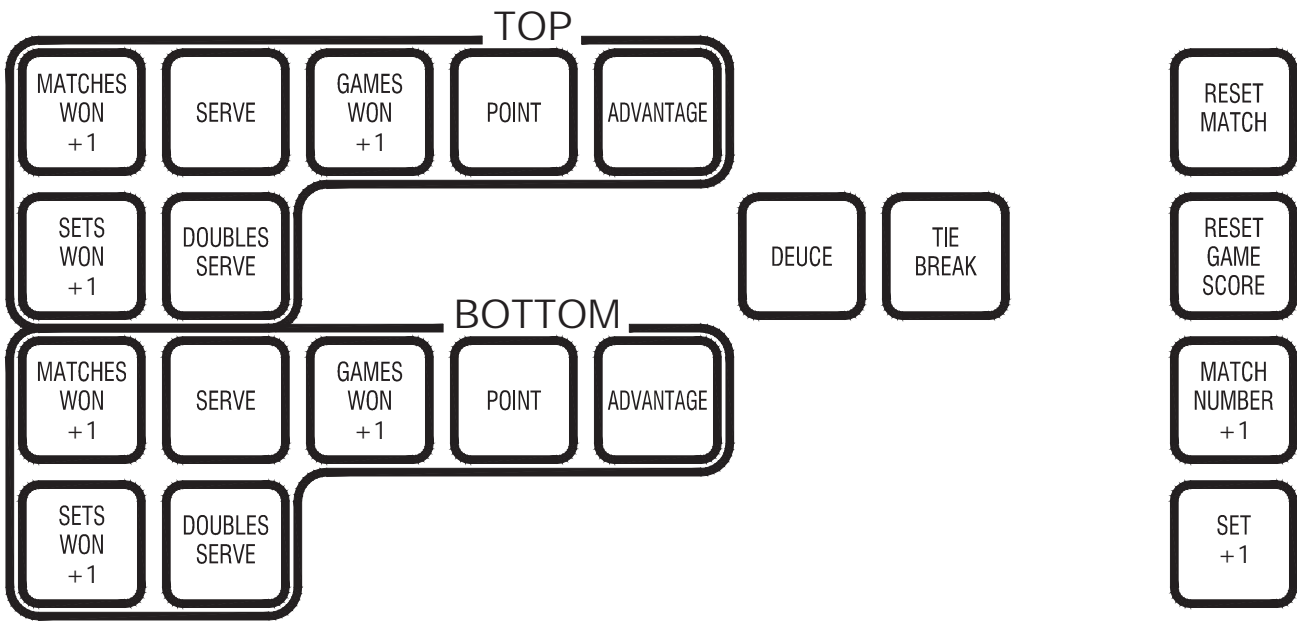 TOP
MATCHES
WON
+1
SERVE
GAMES
WON
+1
POINT
ADVANTAGE
RESET
MATCH
SETS
WON
+1
DOUBLES
SERVE
DEUCE
TIE
BREAK
RESET
GAME
SCORE
BOTTOM
MATCHES
WON
+1
SERVE
GAMES
WON
+1
POINT
ADVANTAGE
MATCH
NUMBER
+1
SETS
WON
+1
DOUBLES
SERVE
SET
+1